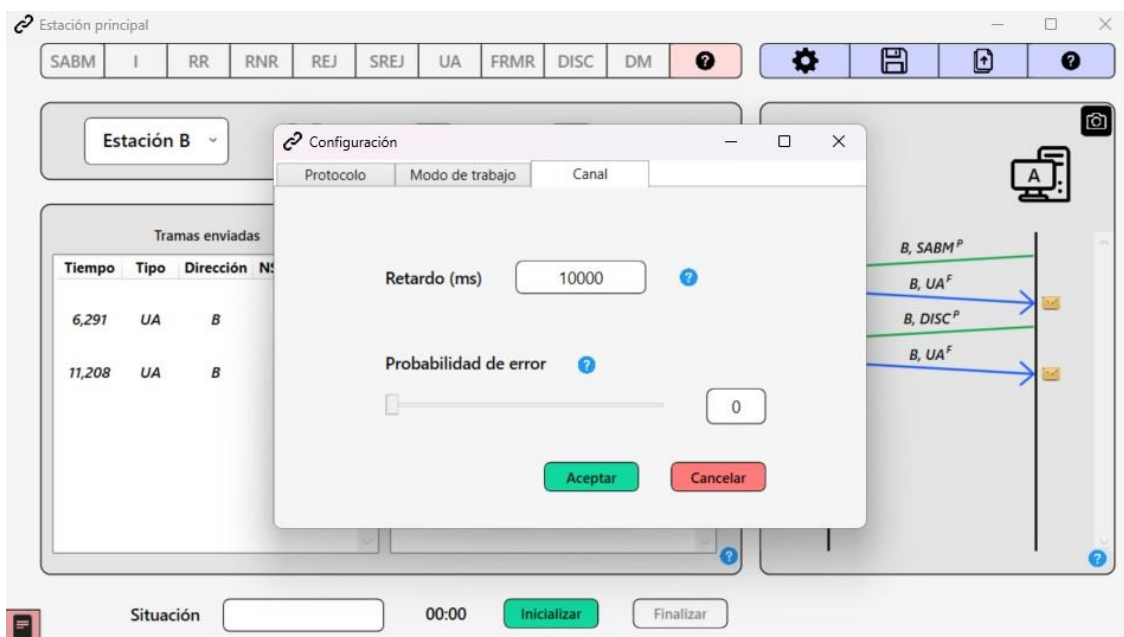 Estación principal
SABM I RR RNR REJ SREJ UA FRMR DISC DM ?
?
Estación B
Configuración
Protocolo Modo de trabajo Canal
A
Tramas enviadas
Tiempo Tipo Dirección
6,291 UA B
11,208 UA B
Retardo (ms) 10000 ?
Probabilidad de error ?
0
Aceptar Cancelar
B, SABM P
B, UA F
B, DISC P
B, UA F
?
?
Situación 00:00 Inicializar Finalizar